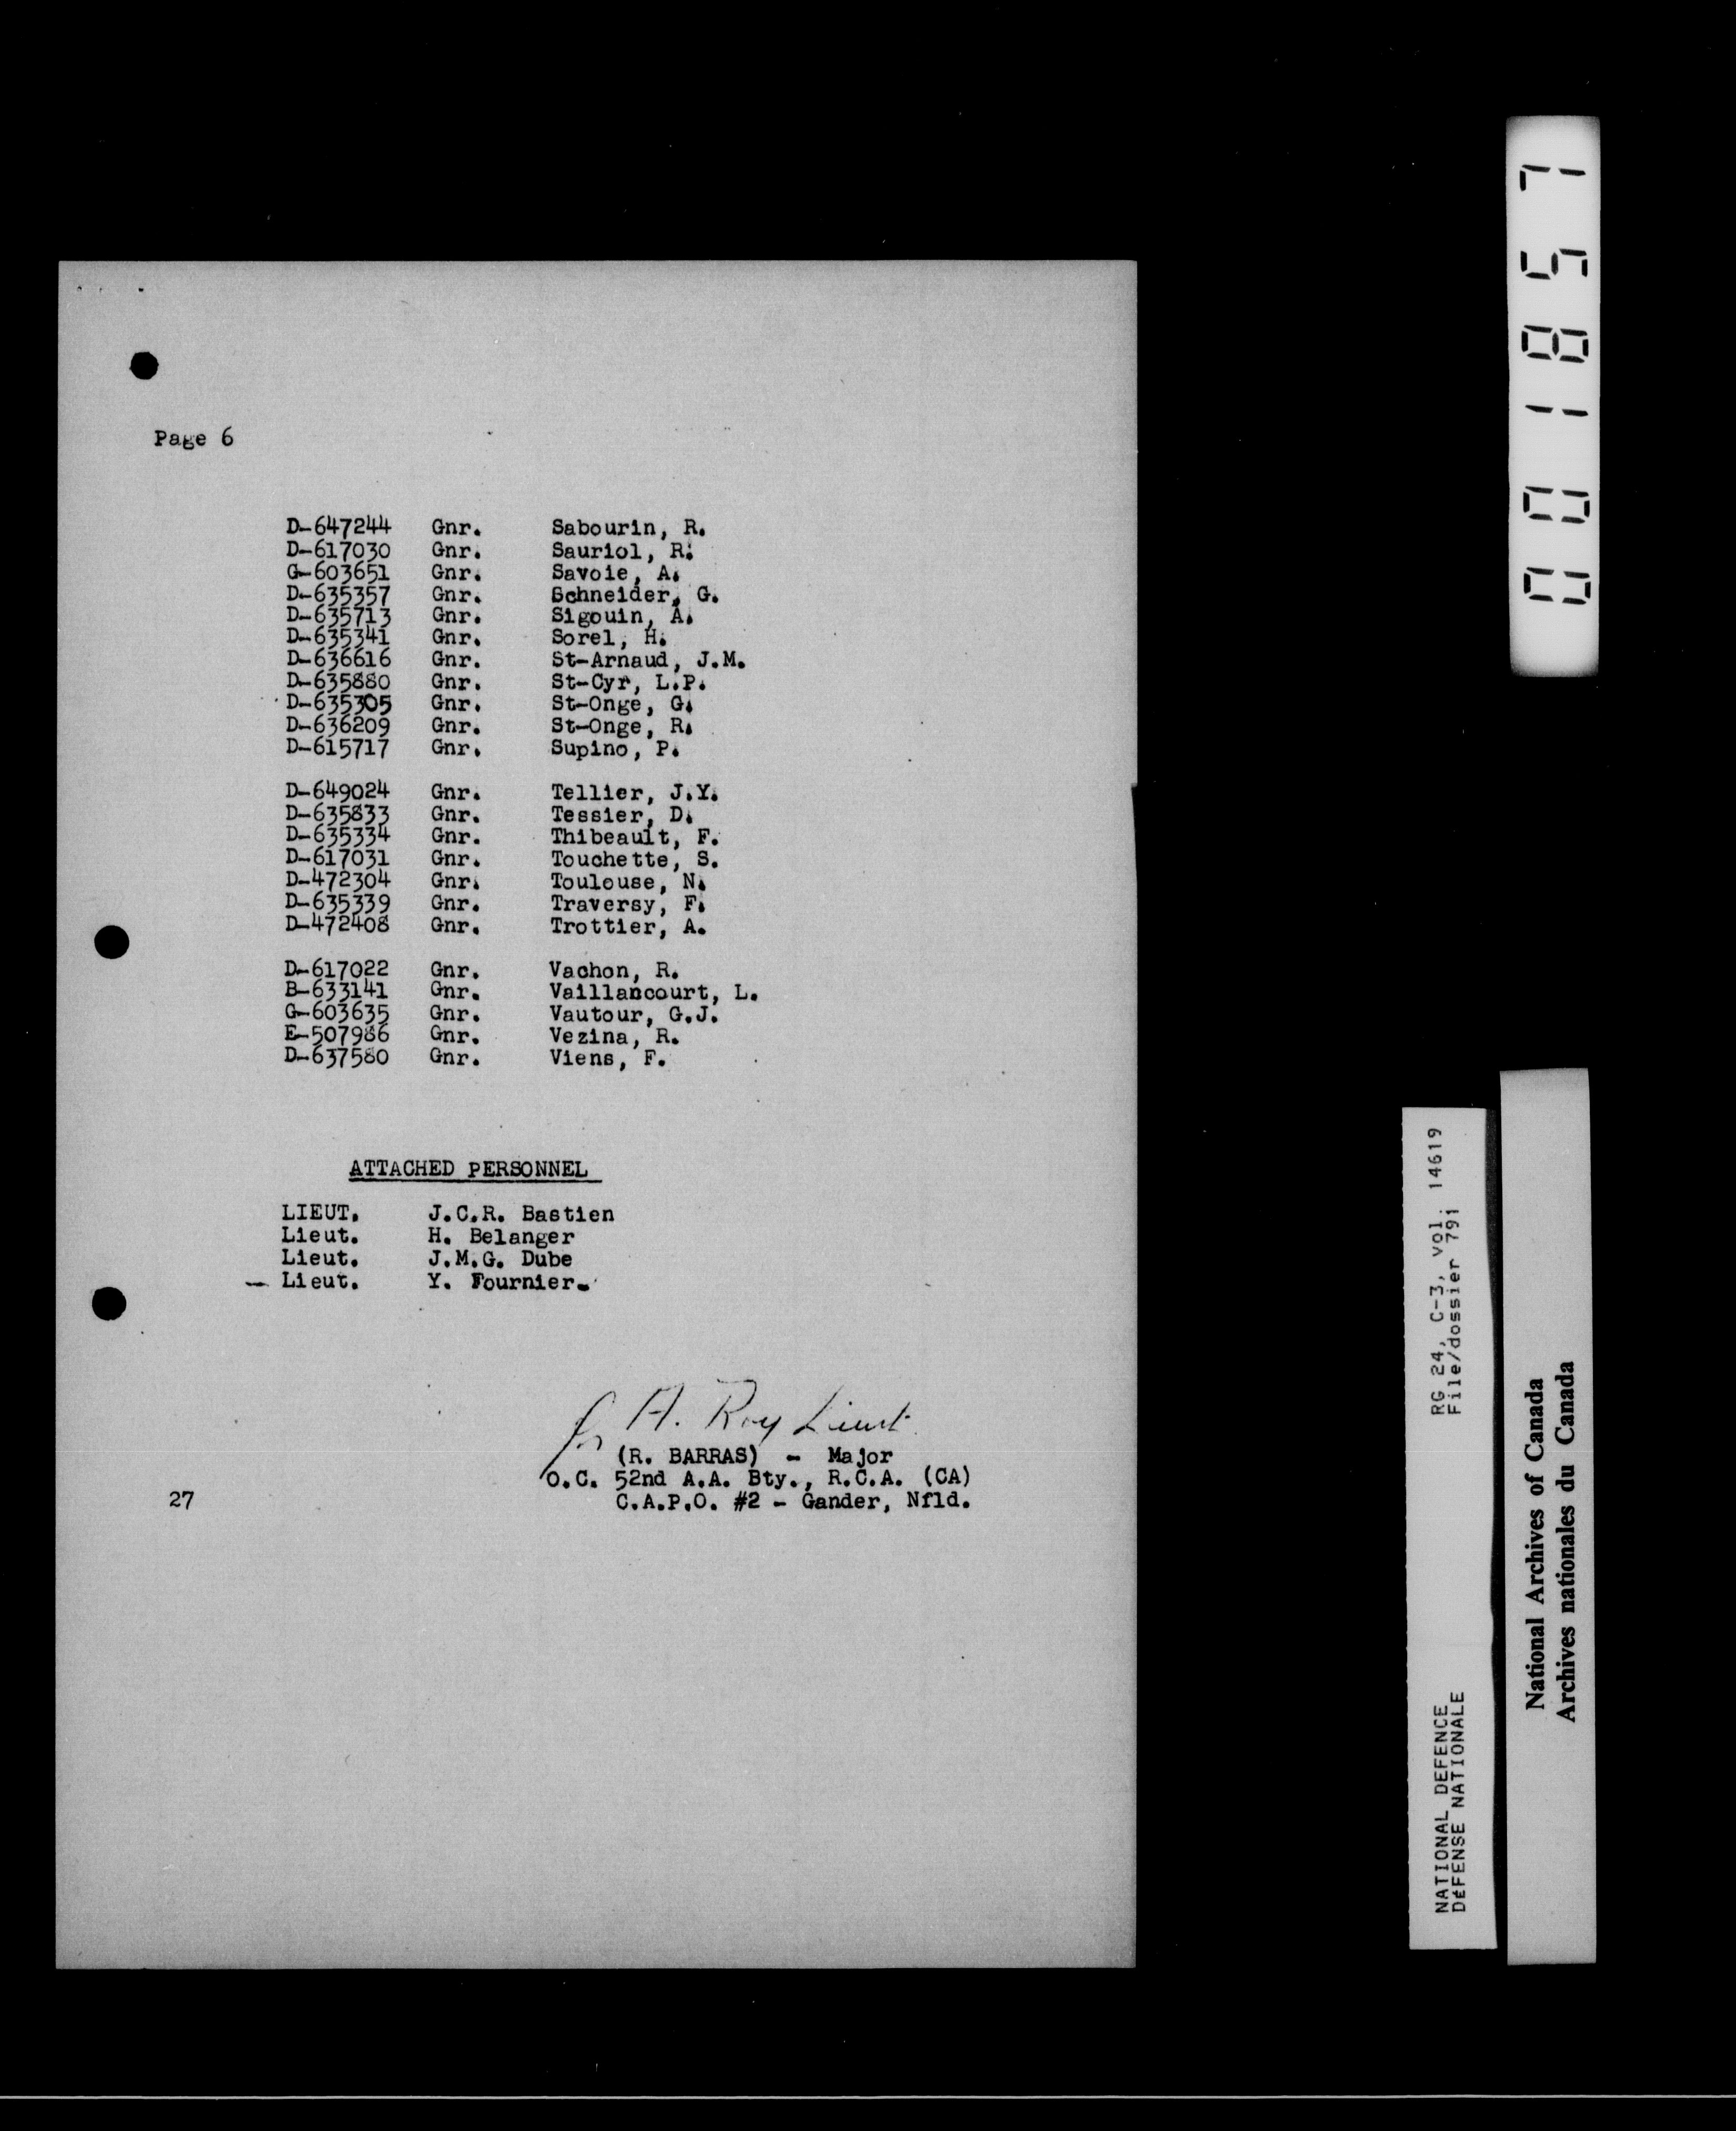 Page 6
D-647244 Gnr. Sabourin, R.
D-617030 Gnr. Sauriol, R.
G-603651 Gnr. Savoie, A.
D-635357 Gnr. Schneider, G.
D-635713 Gnr. Sigouin, A.
D-635341 Gnr. Sorel, H.
D-636616 Gnr. St-Arnaud, J.M.
D-635880 Gnr. St-Cyr, L.P.
D-635305 Gnr. St-Onge, G.
D-636209 Gnr. St-Onge, R.
D-615717 Gnr. Supino, P.
D-649024 Gnr. Tellier, J.Y.
D-635833 Gnr. Tessier, D.
D-635334 Gnr. Thibeault, F.
D-617031 Gnr. Touchette, S.
D-472304 Gnr. Toulouse, N.
D-635339 Gnr. Traversy, F.
D-472408 Gnr. Trottier, A.
D-617022 Gnr. Vachon, R.
B-633141 Gnr. Vaillancourt, L.
G-603635 Gnr. Vautour, G.J.
E-507986 Gnr. Vezina, R.
D-637580 Gnr. Viens, F.
ATTACHED PERSONNEL
LIEUT. J.C.R. Bastien
Lieut. H. Belanger
Lieut. J.M.G. Dube
- Lieut. Y. Fournier.
for A. Roy Lieut.
(R. BARRAS) - Major
O.C. 52nd A.A. Bty., R.C.A. (CA)
C.A.P.O. #2 - Gander, Nfld.
27
001857
RG 24, C-3, vol. 14619
File/dossier 791
NATIONAL DEFENCE
DÉFENSE NATIONALE
National Archives of Canada
Archives nationales du Canada